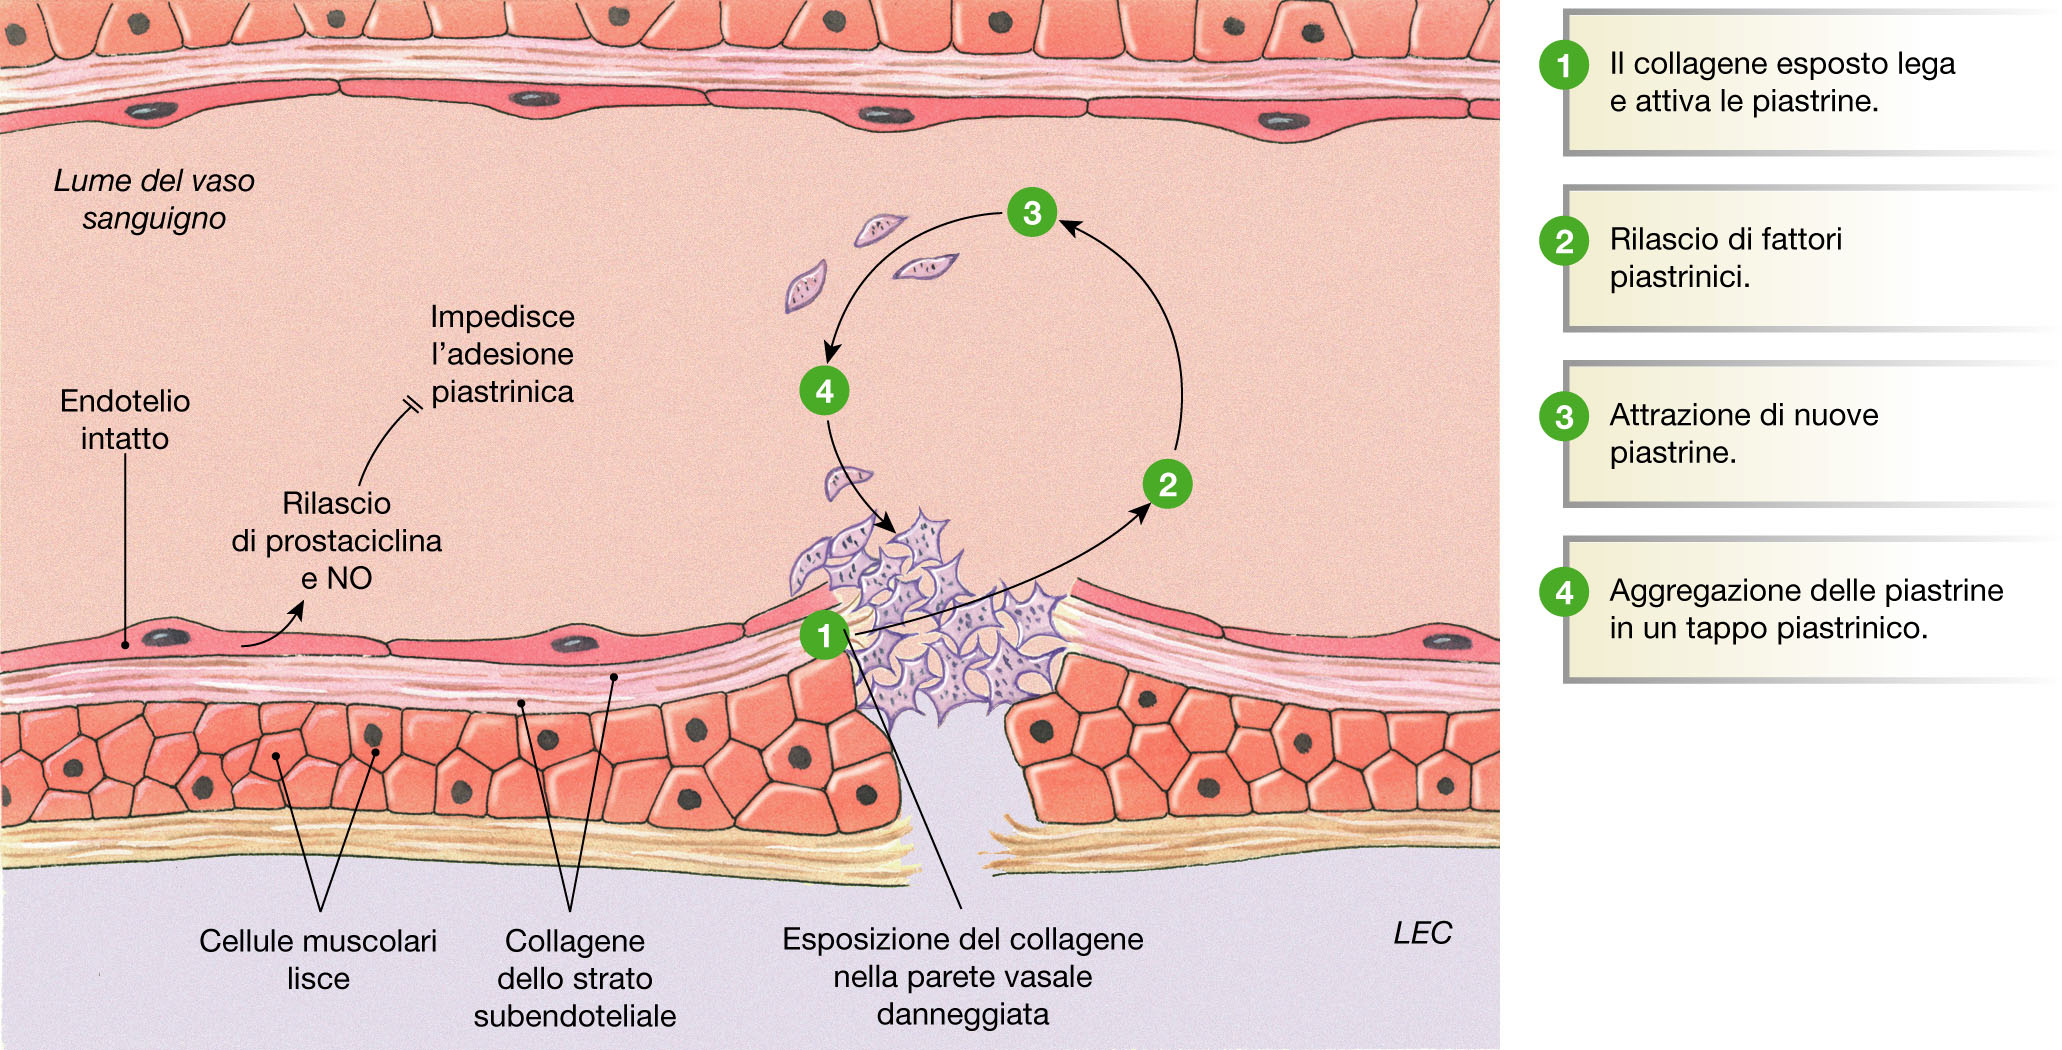 Lume del vaso
sanguigno
Endotelio
intatto
Impedisce
l’adesione
piastrinica
Rilascio
di prostaciclina
e NO
3
4
2
1
Cellule muscolari
lisce
Collagene
dello strato
subendoteliale
Esposizione del collagene
nella parete vasale
danneggiata
LEC
1 Il collagene esposto lega
e attiva le piastrine.
2 Rilascio di fattori
piastrinici.
3 Attrazione di nuove
piastrine.
4 Aggregazione delle piastrine
in un tappo piastrinico.